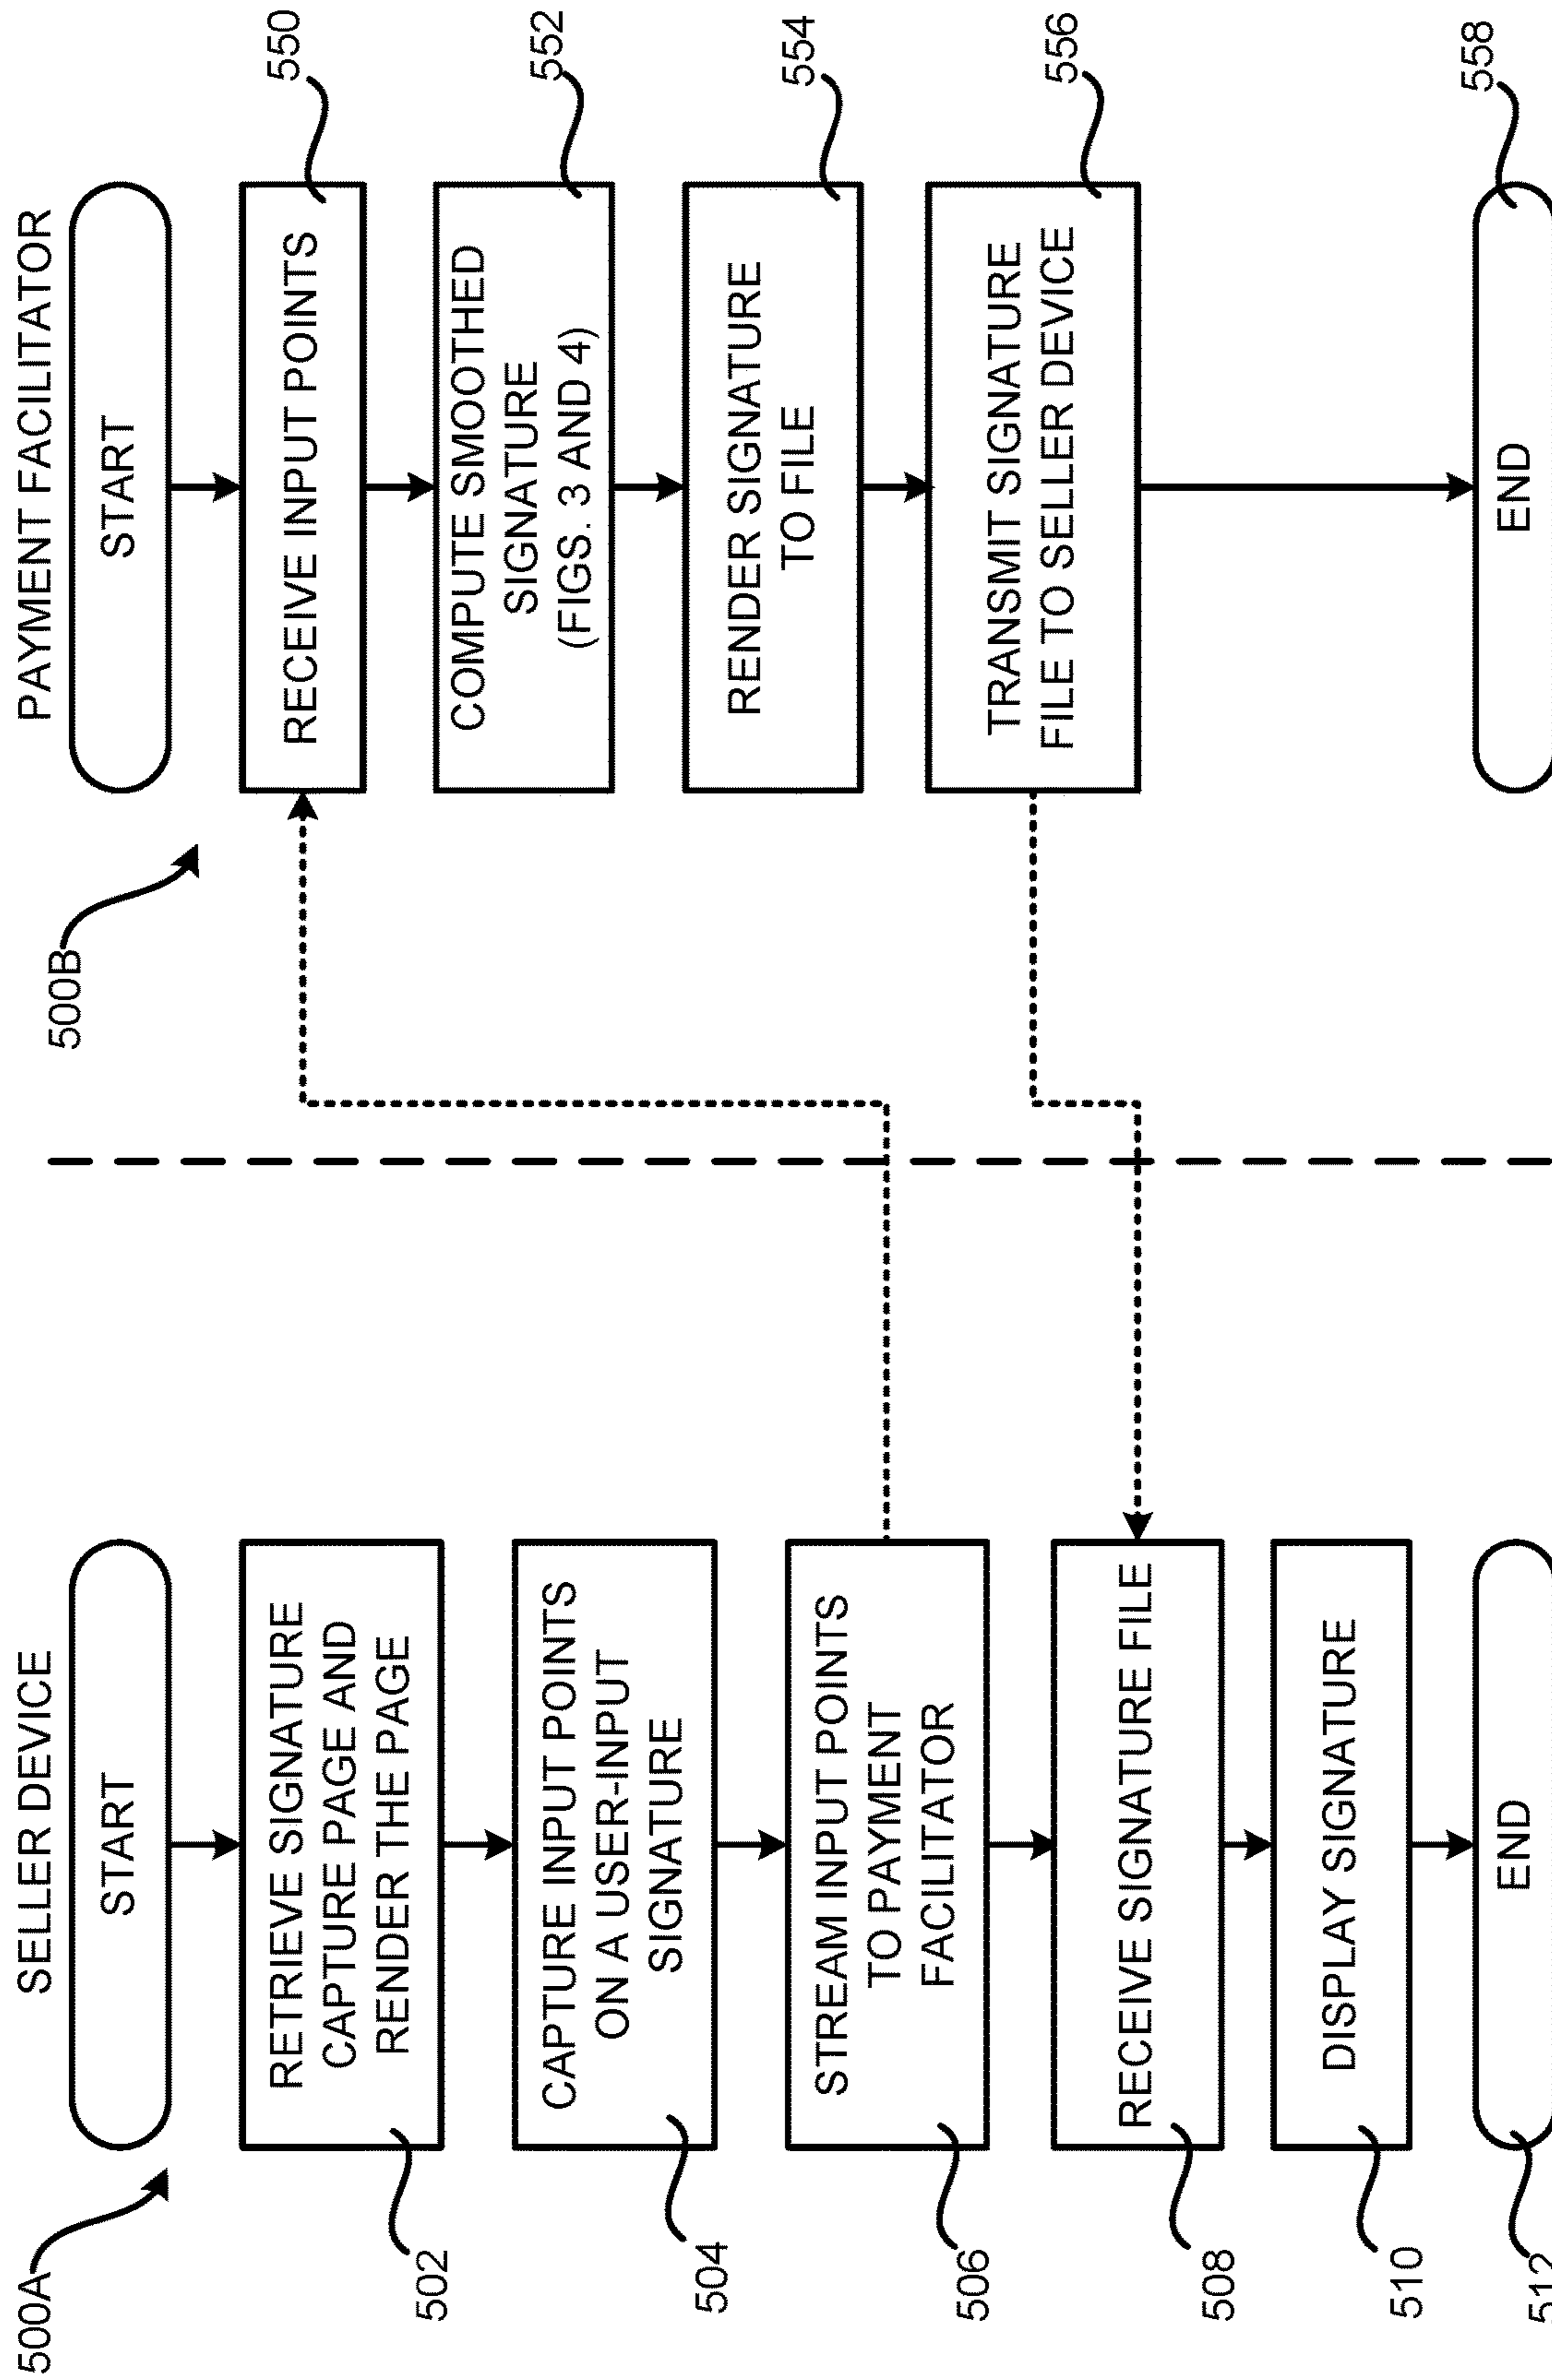 500A
SELLER DEVICE
START
502
RETRIEVE SIGNATURE
CAPTURE PAGE AND
RENDER THE PAGE
504
CAPTURE INPUT POINTS
ON A USER-INPUT
SIGNATURE
506
STREAM INPUT POINTS
TO PAYMENT
FACILITATOR
508
RECEIVE SIGNATURE FILE
510
DISPLAY SIGNATURE
512
END
500B
PAYMENT FACILITATOR
START
RECEIVE INPUT POINTS
550
COMPUTE SMOOTHED
SIGNATURE
(FIGS. 3 AND 4)
552
RENDER SIGNATURE
TO FILE
554
TRANSMIT SIGNATURE
FILE TO SELLER DEVICE
556
END
558